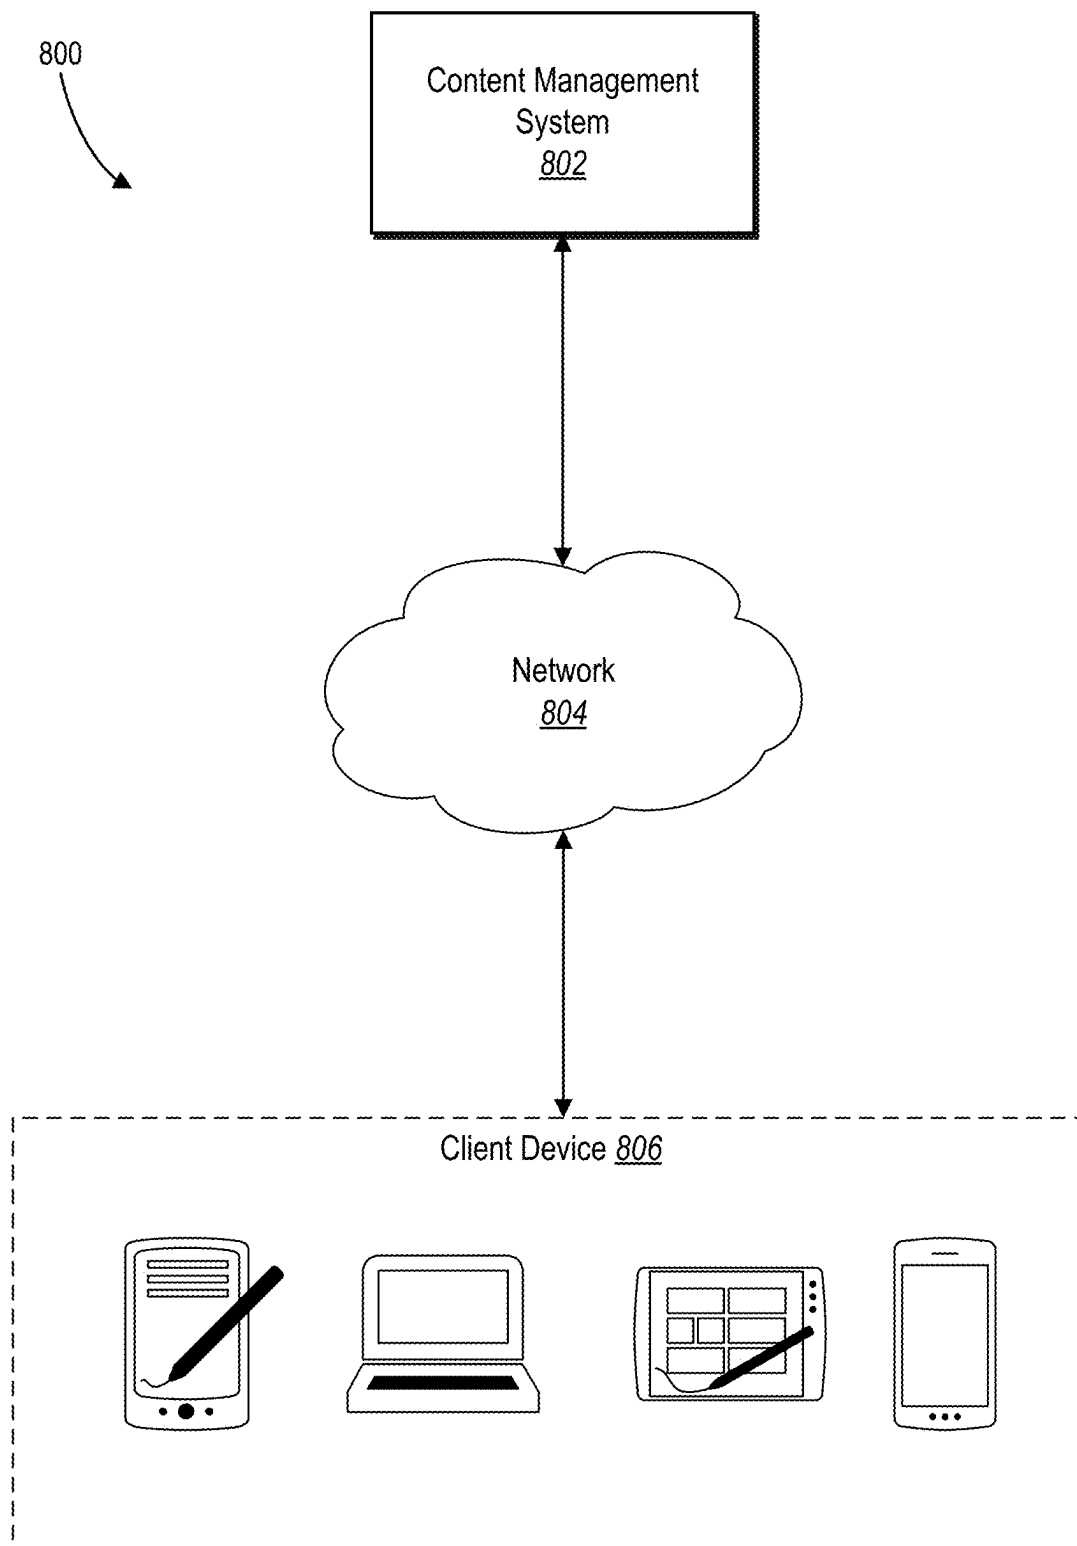 800
Content Management
System
802
Network
804
Client Device 806